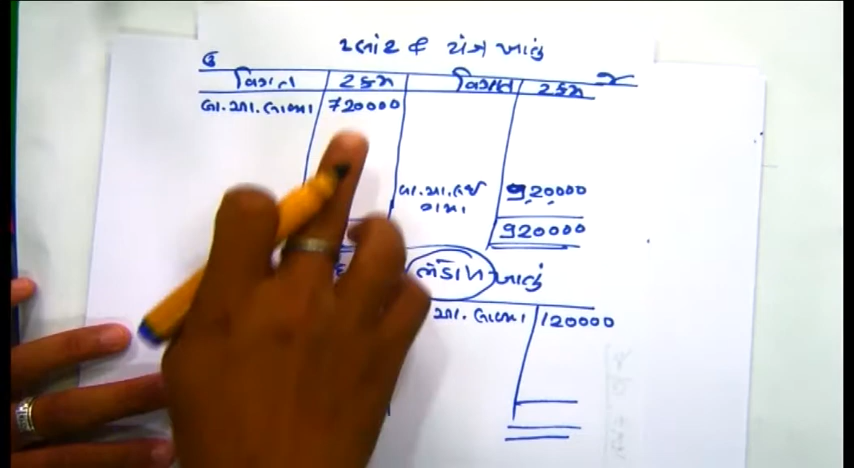 પ્લાંટ ને યંત્ર ખાતું
ઉ
વિગત રકમ વિગત રકમ જ
બા.આ.લાવ્યા 720000
બા.આ.લઈ 920000
ગયા
920000
ખાતું
આ. લાવ્યા 120000